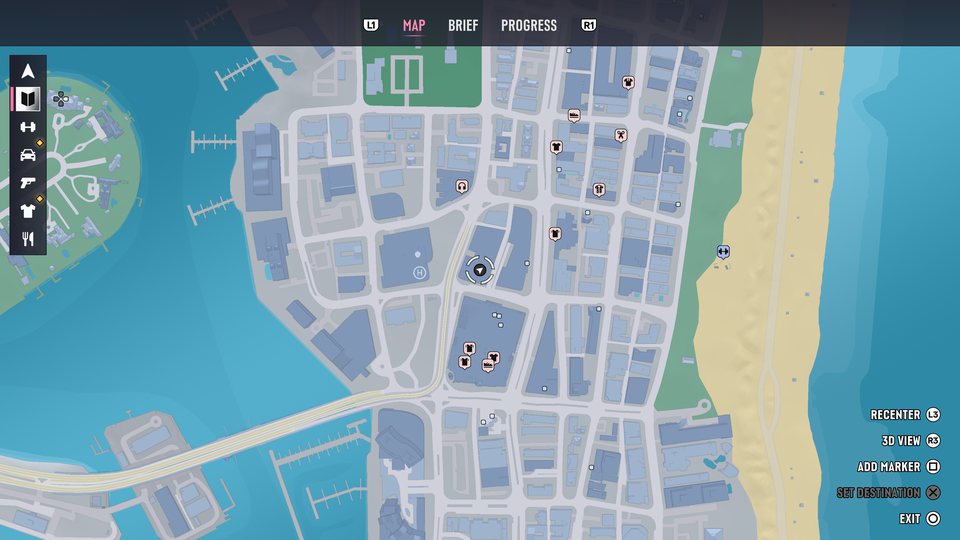 L1 MAP BRIEF PROGRESS R1
H
RECENTER L3
3D VIEW R3
ADD MARKER
SET DESTINATION
EXIT